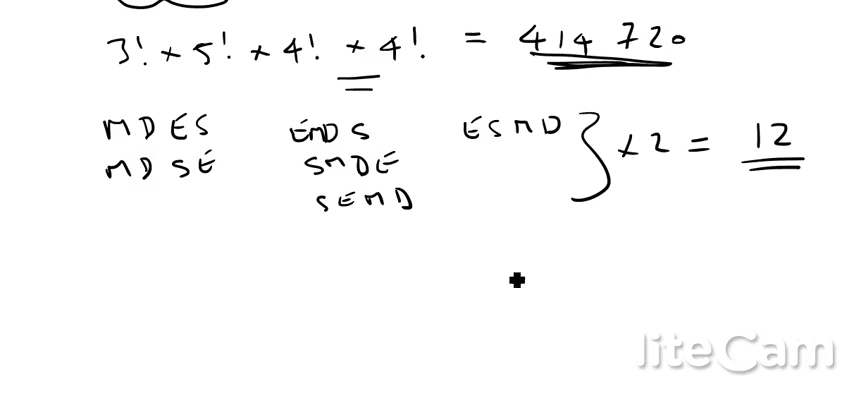 3! × 5! × 4! × 4! = 414 720
MDES EMDS ESMD } × 2 = 12
MDSE SMDE
SEMD
liteCam